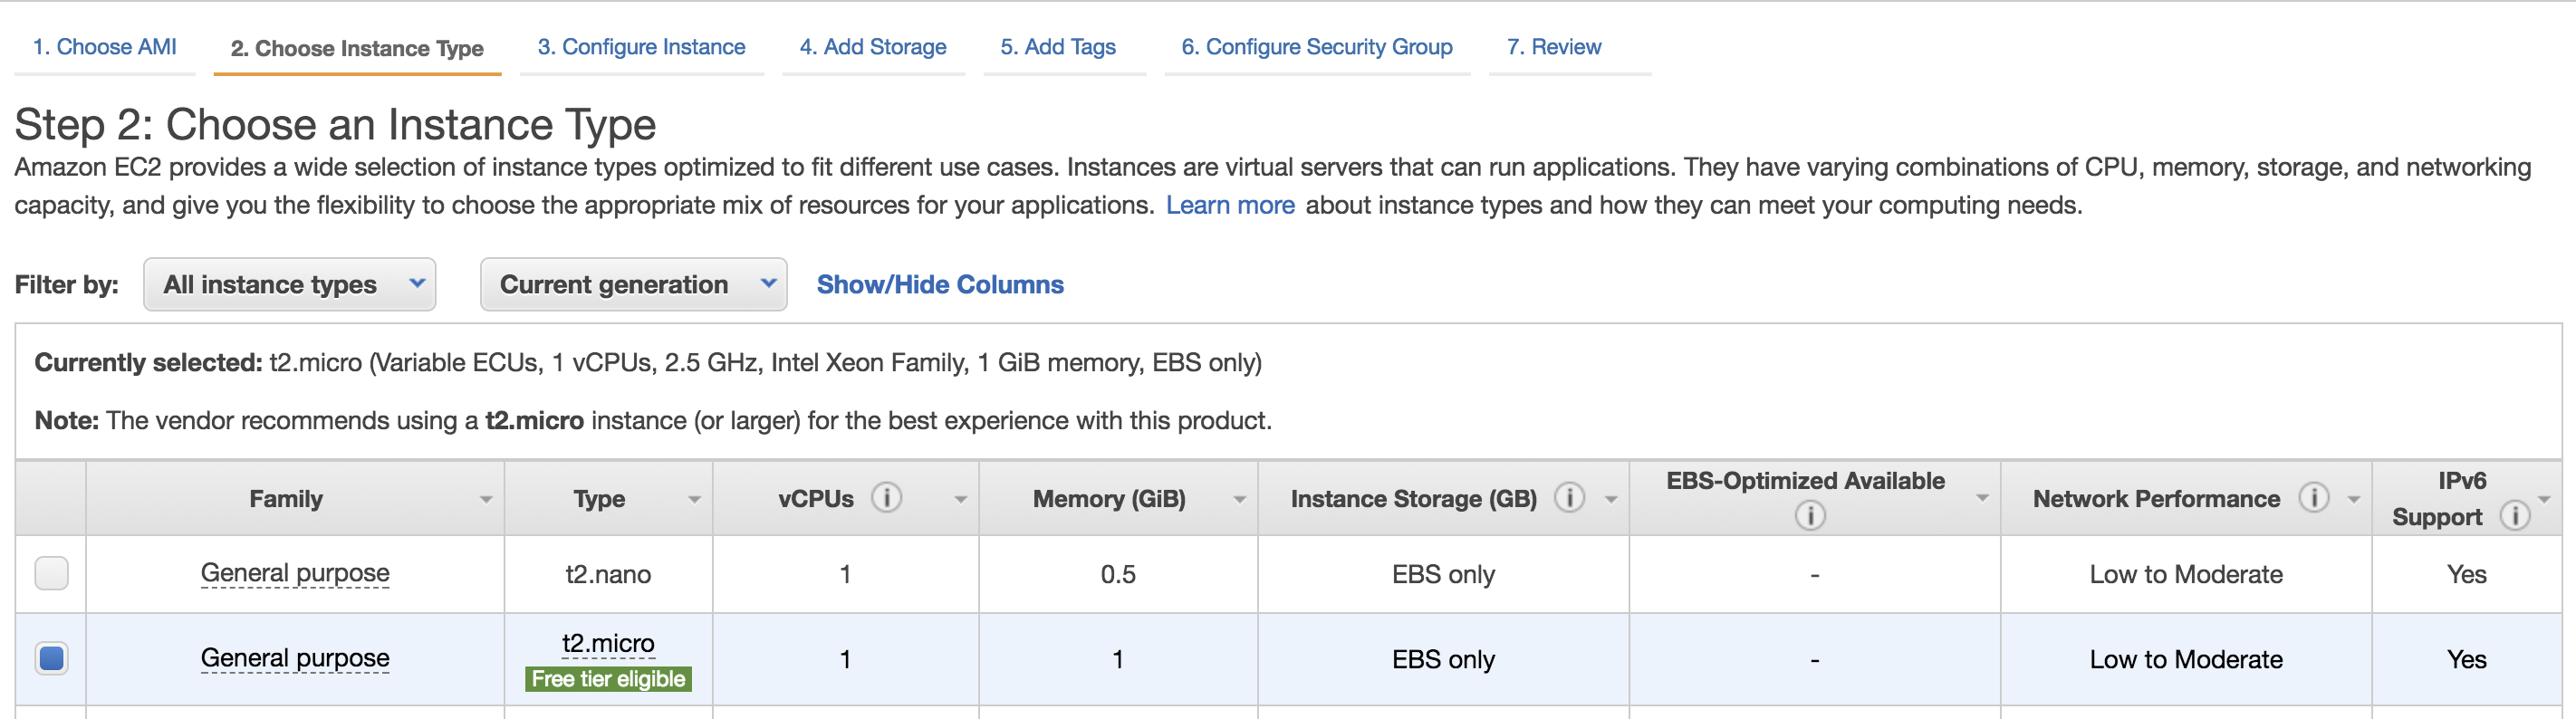 1. Choose AMI
2. Choose Instance Type
3. Configure Instance
4. Add Storage
5. Add Tags
6. Configure Security Group
7. Review
Step 2: Choose an Instance Type
Amazon EC2 provides a wide selection of instance types optimized to fit different use cases. Instances are virtual servers that can run applications. They have varying combinations of CPU, memory, storage, and networking
capacity, and give you the flexibility to choose the appropriate mix of resources for your applications. Learn more about instance types and how they can meet your computing needs.
Filter by: All instance types Current generation Show/Hide Columns
Currently selected: t2.micro (Variable ECUs, 1 vCPUs, 2.5 GHz, Intel Xeon Family, 1 GiB memory, EBS only)
Note: The vendor recommends using a t2.micro instance (or larger) for the best experience with this product.
Family
Type
vCPUs
Memory (GiB)
Instance Storage (GB)
EBS-Optimized Available
Network Performance
IPv6
Support
General purpose t2.nano 1 0.5 EBS only - Low to Moderate Yes
General purpose t2.micro 1 1 EBS only - Low to Moderate Yes
Free tier eligible